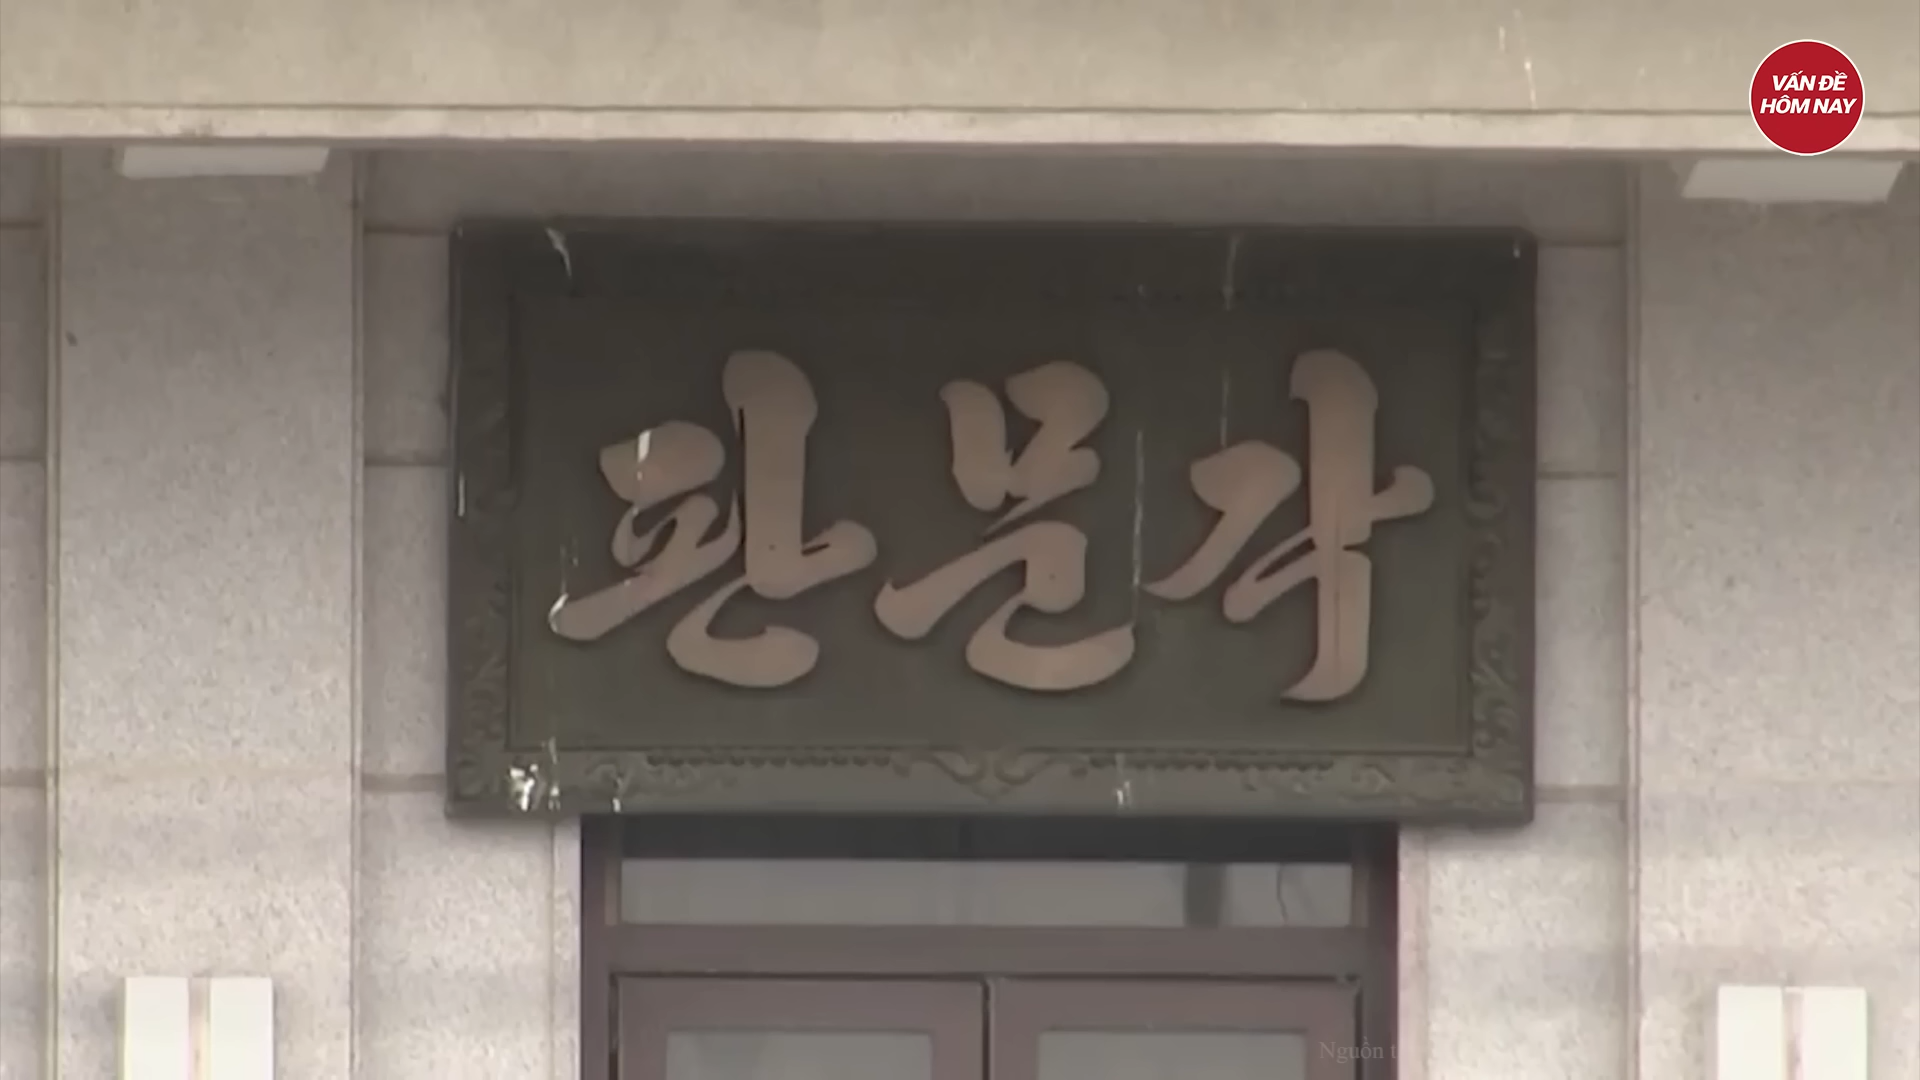 VẤN ĐỀ
HÔM NAY
판문각
Nguồn